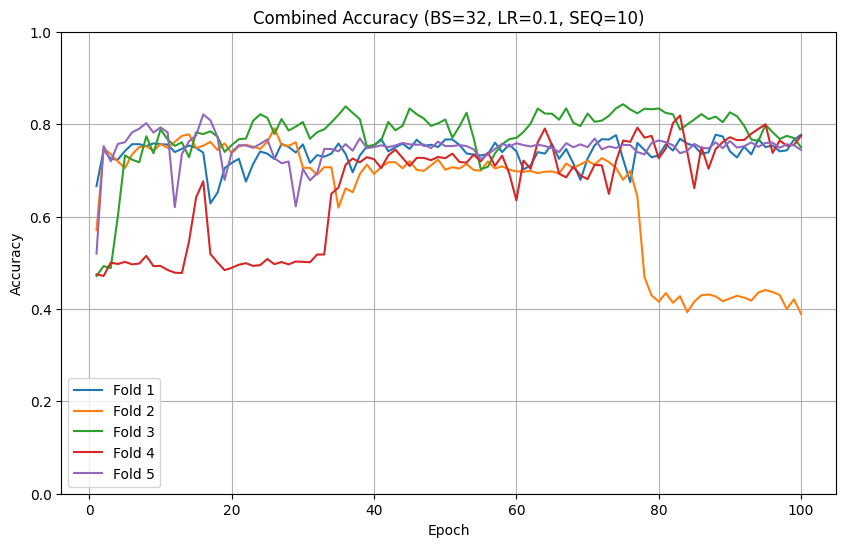 Combined Accuracy (BS=32, LR=0.1, SEQ=10)
1.0
0.8
0.6
0.4
0.2
0.0
Accuracy
Fold 1
Fold 2
Fold 3
Fold 4
Fold 5
0 20 40 60 80 100
Epoch